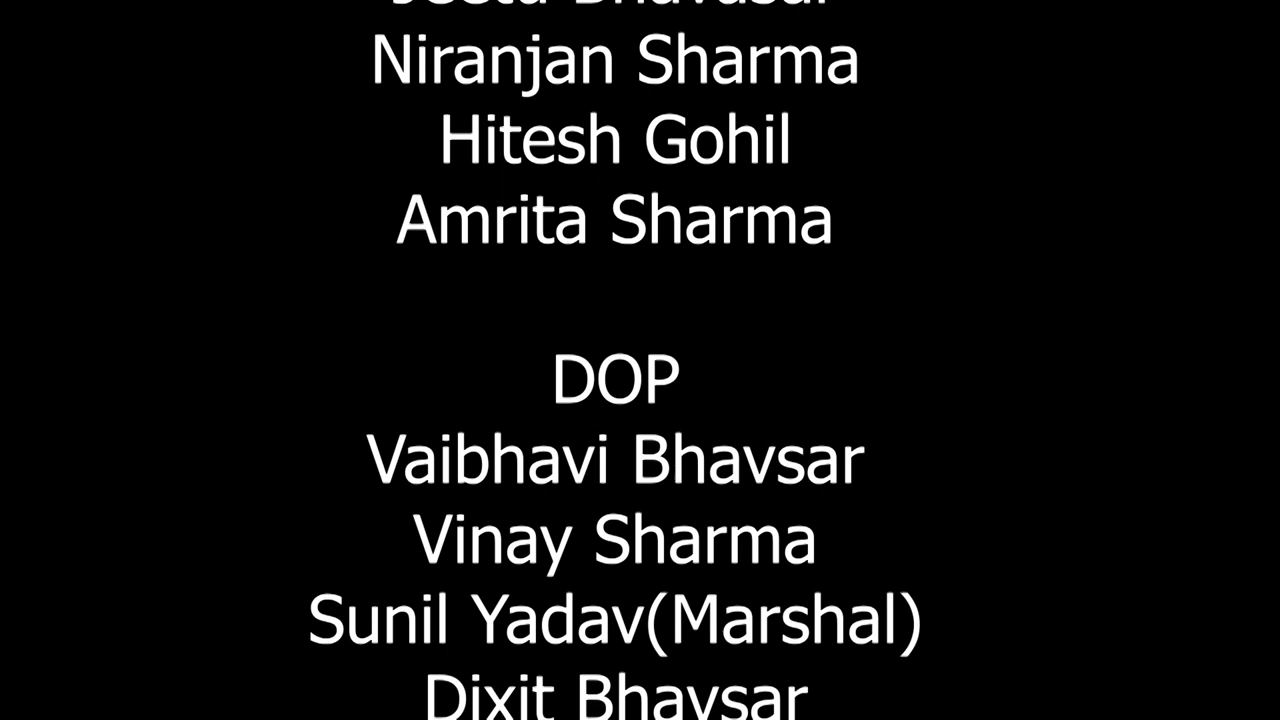 Niranjan Sharma
Hitesh Gohil
Amrita Sharma
DOP
Vaibhavi Bhavsar
Vinay Sharma
Sunil Yadav(Marshal)
Dixit Bhavsar